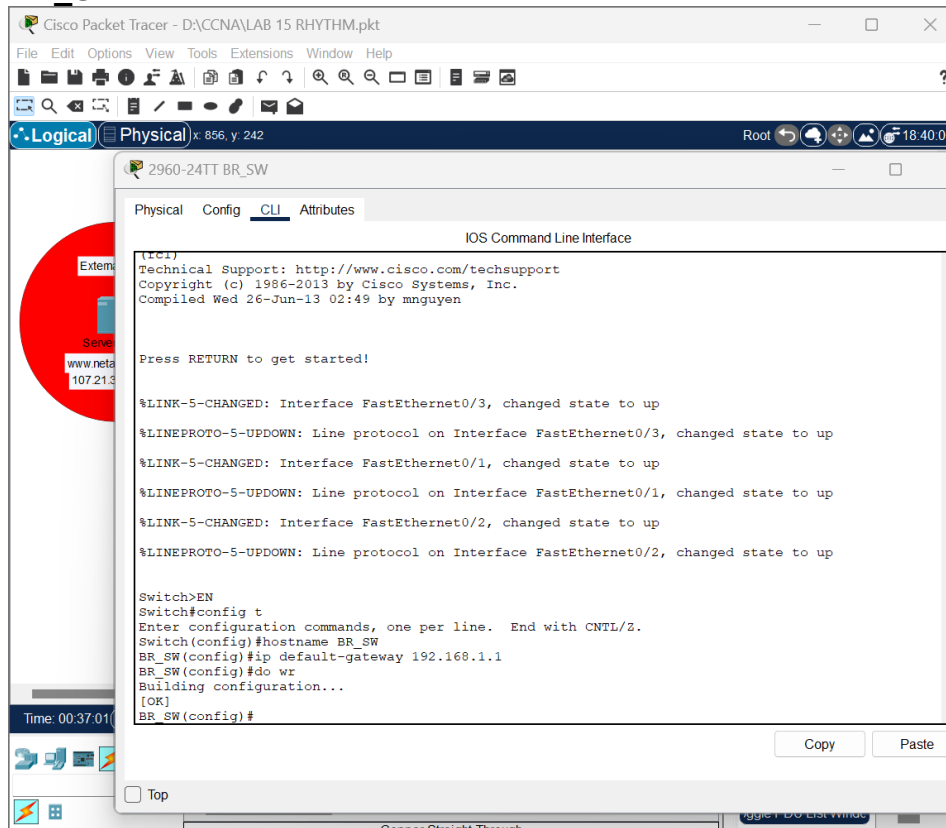 Cisco Packet Tracer - D:\CCNA\LAB 15 RHYTHM.pkt
File Edit Options View Tools Extensions Window Help
Logical Physical x: 856, y: 242 Root 18:40:0
2960-24TT BR_SW
Physical Config CLI Attributes
IOS Command Line Interface
(fc1)
Technical Support: http://www.cisco.com/techsupport
Copyright (c) 1986-2013 by Cisco Systems, Inc.
Compiled Wed 26-Jun-13 02:49 by mnguyen
Press RETURN to get started!
%LINK-5-CHANGED: Interface FastEthernet0/3, changed state to up
%LINEPROTO-5-UPDOWN: Line protocol on Interface FastEthernet0/3, changed state to up
%LINK-5-CHANGED: Interface FastEthernet0/1, changed state to up
%LINEPROTO-5-UPDOWN: Line protocol on Interface FastEthernet0/1, changed state to up
%LINK-5-CHANGED: Interface FastEthernet0/2, changed state to up
%LINEPROTO-5-UPDOWN: Line protocol on Interface FastEthernet0/2, changed state to up
Switch>EN
Switch#config t
Enter configuration commands, one per line. End with CNTL/Z.
Switch(config)#hostname BR_SW
BR_SW(config)#ip default-gateway 192.168.1.1
BR_SW(config)#do wr
Building configuration...
[OK]
BR_SW(config)#
Externa
Serve
www.neta
107.21.3
Time: 00:37:01
Copy Paste
Top